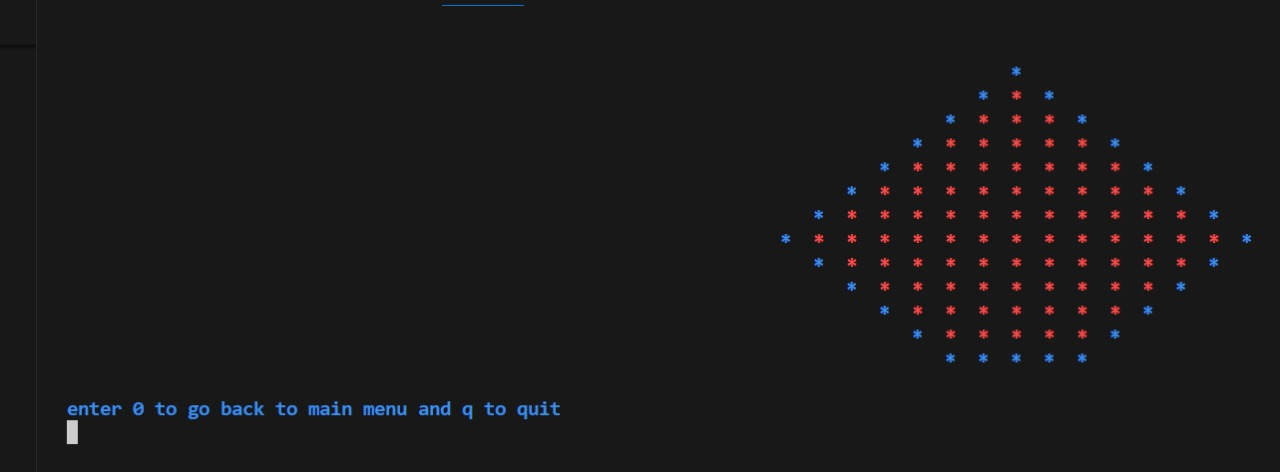 *
* * *
* * * * *
* * * * * * *
* * * * * * * * *
* * * * * * * * * * *
* * * * * * * * * * * * *
* * * * * * * * * * * * * * *
* * * * * * * * * * * * *
* * * * * * * * * * *
* * * * * * * * *
* * * * * * *
* * * * *
enter 0 to go back to main menu and q to quit